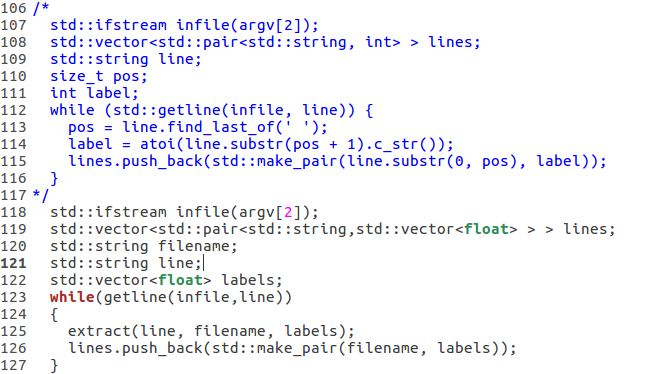 106 /*
107   std::ifstream infile(argv[2]);
108   std::vector<std::pair<std::string, int> > lines;
109   std::string line;
110   size_t pos;
111   int label;
112   while (std::getline(infile, line)) {
113     pos = line.find_last_of(' ');
114     label = atoi(line.substr(pos + 1).c_str());
115     lines.push_back(std::make_pair(line.substr(0, pos), label));
116   }
117 */
118   std::ifstream infile(argv[2]);
119   std::vector<std::pair<std::string,std::vector<float> > > lines;
120   std::string filename;
121   std::string line;
122   std::vector<float> labels;
123   while(getline(infile,line))
124   {
125     extract(line, filename, labels);
126     lines.push_back(std::make_pair(filename, labels));
127   }